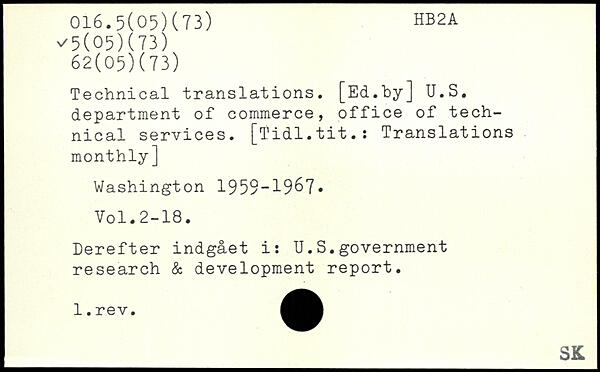 016.5(05)(73) HB2A
✓5(05)(73)
62(05)(73)
Technical translations. [Ed.by] U.S.
department of commerce, office of tech-
nical services. [Tidl.tit.: Translations
monthly]
Washington 1959-1967.
Vol.2-18.
Derefter indgået i: U.S.government
research & development report.
1.rev.
SK